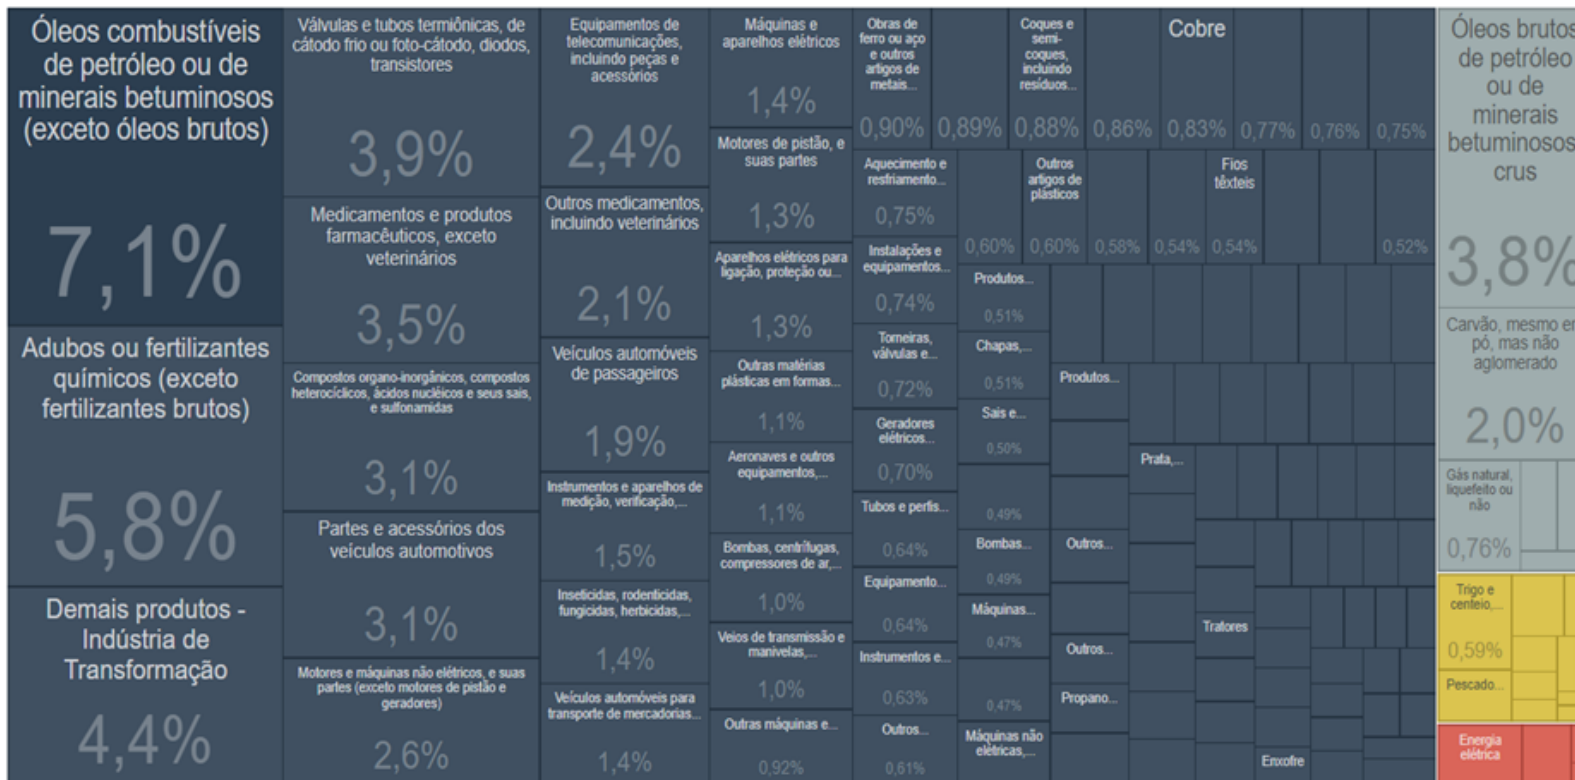 Óleos combustíveis
de petróleo ou de
minerais betuminosos
(exceto óleos brutos)
7,1%
Adubos ou fertilizantes
químicos (exceto
fertilizantes brutos)
5,8%
Demais produtos -
Indústria de
Transformação
4,4%
Válvulas e tubos termiônicas, de
cátodo frio ou foto-cátodo, diodos,
transistores
3,9%
Medicamentos e produtos
farmacêuticos, exceto
veterinários
3,5%
Compostos organo-inorgânicos, compostos
heterocíclicos, ácidos nucléicos e seus sais,
e sulfonamidas
3,1%
Partes e acessórios dos
veículos automotivos
3,1%
Motores e máquinas não elétricos, e suas
partes (exceto motores de pistão e
geradores)
2,6%
Equipamentos de
telecomunicações,
incluindo peças e
acessórios
2,4%
Outros medicamentos,
incluindo veterinários
2,1%
Veículos automóveis
de passageiros
1,9%
Instrumentos e aparelhos de
medição, verificação,...
1,5%
Inseticidas, rodenticidas,
fungicidas, herbicidas,...
1,4%
Veículos automóveis para
transporte de mercadorias...
1,4%
Máquinas e
aparelhos elétricos
1,4%
Motores de pistão, e
suas partes
1,3%
Aparelhos elétricos para
ligação, proteção ou...
1,3%
Outras matérias
plásticas em formas...
1,1%
Aeronaves e outros
equipamentos,...
1,1%
Bombas, centrífugas,
compressores de ar,...
1,0%
Veios de transmissão e
manivelas,...
1,0%
Outras máquinas e...
0,92%
Obras de
ferro ou aço
e outros
artigos de
metais...
0,90%
0,89%
Coques e
semi-
coques,
incluindo
resíduos...
0,88%
0,86%
Cobre
0,83%
0,77%
0,76%
0,75%
Aquecimento e
resfriamento...
0,75%
Instalações e
equipamentos...
0,74%
Torneiras,
válvulas e...
0,72%
Geradores
elétricos...
0,70%
Tubos e perfis...
0,64%
Equipamento...
0,64%
Instrumentos e...
0,63%
Outros...
0,61%
0,60%
Outros
artigos de
plásticos
0,60%
0,58%
0,54%
Fios
têxteis
0,54%
0,52%
Produtos...
0,51%
Chapas,...
0,51%
Sais e...
0,50%
0,49%
Bombas...
0,49%
Máquinas...
0,47%
0,47%
Máquinas não
elétricas,...
Produtos...
Outros...
Outros...
Propano...
Prata,...
Tratores
Enxofre
Óleos brutos
de petróleo
ou de
minerais
betuminosos,
crus
3,8%
Carvão, mesmo em
pó, mas não
aglomerado
2,0%
Gás natural,
liquefeito ou
não
0,76%
Trigo e
centeio,...
0,59%
Pescado...
Energia
elétrica